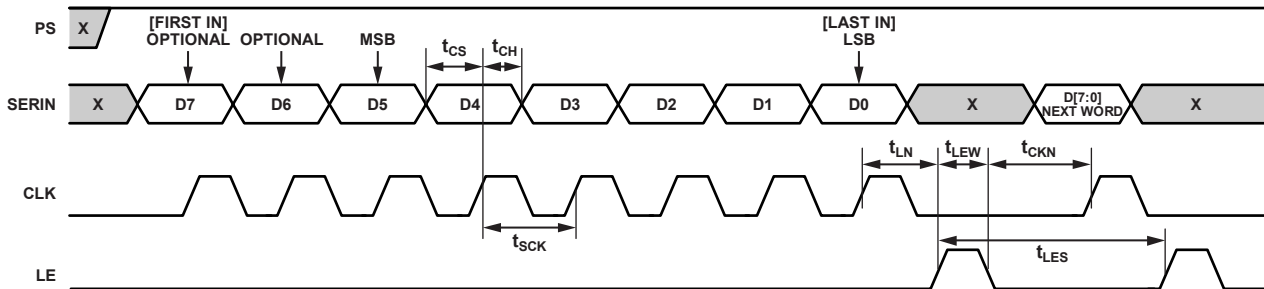 PS
X
[FIRST IN]
OPTIONAL
OPTIONAL
MSB
tCS
tCH
[LAST IN]
LSB
SERIN
X
D7
D6
D5
D4
D3
D2
D1
D0
X
D[7:0]
NEXT WORD
X
tLN
tLEW
tCKN
CLK
tSCK
tLES
LE